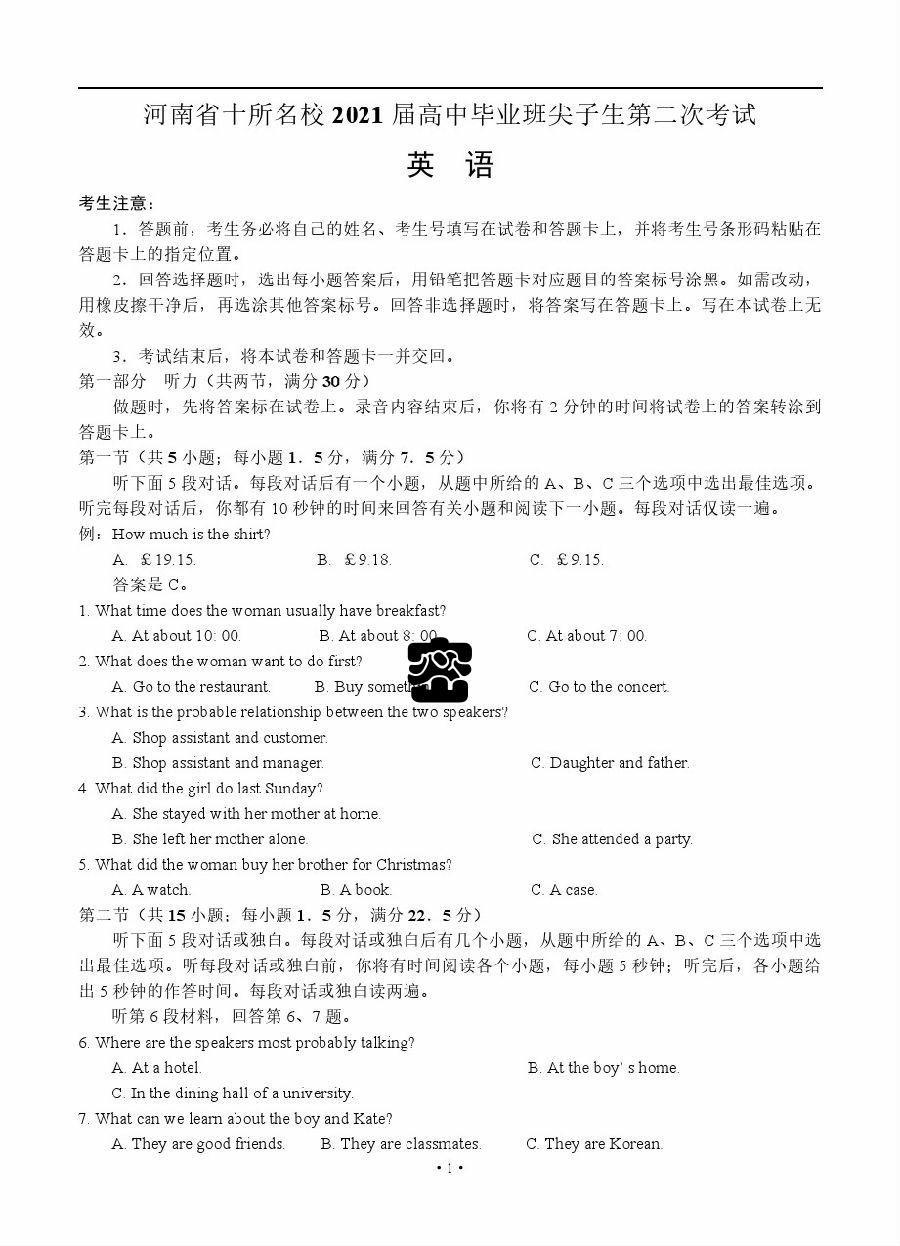 河南省十所名校 2021 届高中毕业班尖子生第二次考试
英 语
考生注意:
1.答题前,考生务必将自己的姓名、考生号填写在试卷和答题卡上,并将考生号条形码粘贴在
答题卡上的指定位置。
2.回答选择题时,选出每小题答案后,用铅笔把答题卡对应题目的答案标号涂黑。如需改动,
用橡皮擦干净后,再选涂其他答案标号。回答非选择题时,将答案写在答题卡上。写在本试卷上无
效。
3.考试结束后,将本试卷和答题卡一并交回。
第一部分 听力(共两节,满分 30 分)
做题时,先将答案标在试卷上。录音内容结束后,你将有 2 分钟的时间将试卷上的答案转涂到
答题卡上。
第一节(共 5 小题;每小题 1.5 分,满分 7.5 分)
听下面 5 段对话。每段对话后有一个小题,从题中所给的 A、B、C 三个选项中选出最佳选项。
听完每段对话后,你都有 10 秒钟的时间来回答有关小题和阅读下一小题。每段对话仅读一遍。
例:How much is the shirt?
A. £19.15. B. £9.18. C. £9.15.
答案是 C。
1. What time does the woman usually have breakfast?
A. At about 10: 00. B. At about 8: 00 C. At about 7: 00.
2. What does the woman want to do first?
A. Go to the restaurant. B. Buy C. Go to the concert.
3. What is the probable relationship between the two speakers?
A. Shop assistant and customer.
B. Shop assistant and manager. C. Daughter and father.
4. What did the girl do last Sunday?
A. She stayed with her mother at home.
B. She left her mother alone. C. She attended a party.
5. What did the woman buy her brother for Christmas?
A. A watch. B. A book. C. A case.
第二节(共 15 小题;每小题 1.5 分,满分 22.5 分)
听下面 5 段对话或独白。每段对话或独白后有几个小题,从题中所给的 A、B、C 三个选项中选
出最佳选项。听每段对话或独白前,你将有时间阅读各个小题,每小题 5 秒钟;听完后,各小题给
出 5 秒钟的作答时间。每段对话或独白读两遍。
听第 6 段材料,回答第 6、7 题。
6. Where are the speakers most probably talking?
A. At a hotel. B. At the boy' s home.
C. In the dining hall of a university.
7. What can we learn about the boy and Kate?
A. They are good friends. B. They are classmates. C. They are Korean.
• 1 •